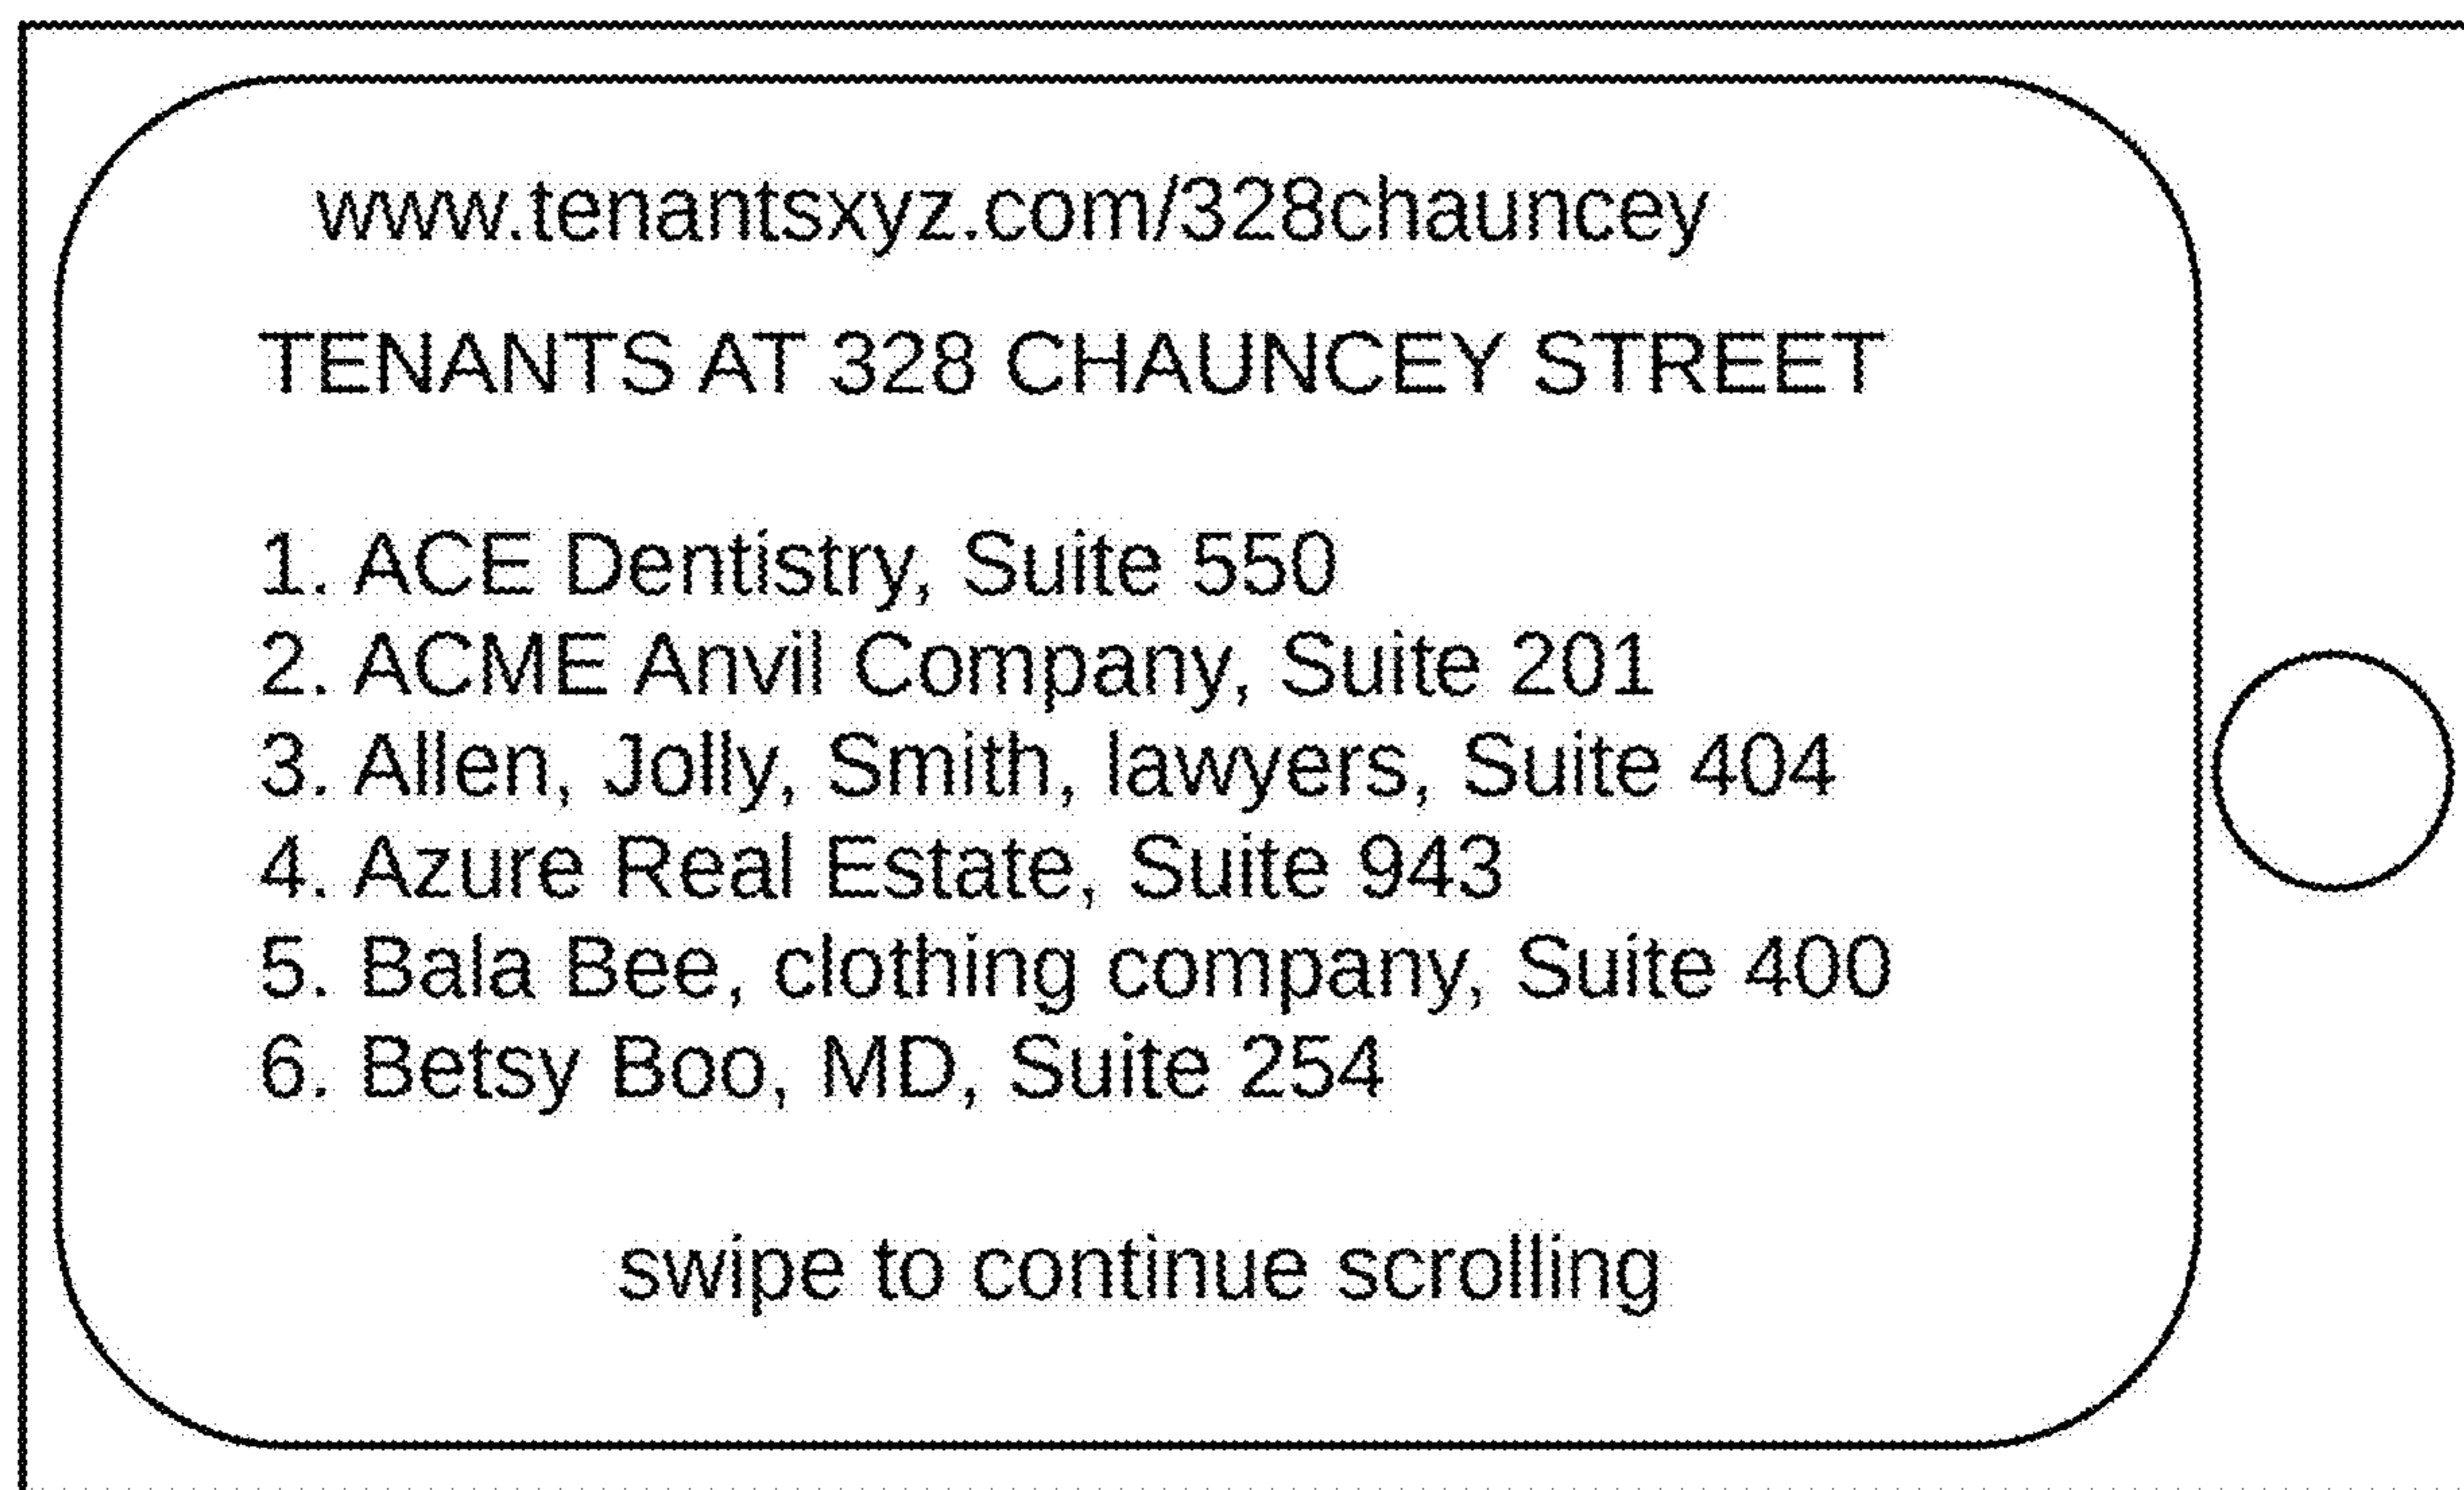 www.tenantsxyz.com/328chauncey
TENANTS AT 328 CHAUNCEY STREET
1. ACE Dentistry, Suite 550
2. ACME Anvil Company, Suite 201
3. Allen, Jolly, Smith, lawyers, Suite 404
4. Azure Real Estate, Suite 943
5. Bala Bee, clothing company, Suite 400
6. Betsy Boo, MD, Suite 254
swipe to continue scrolling